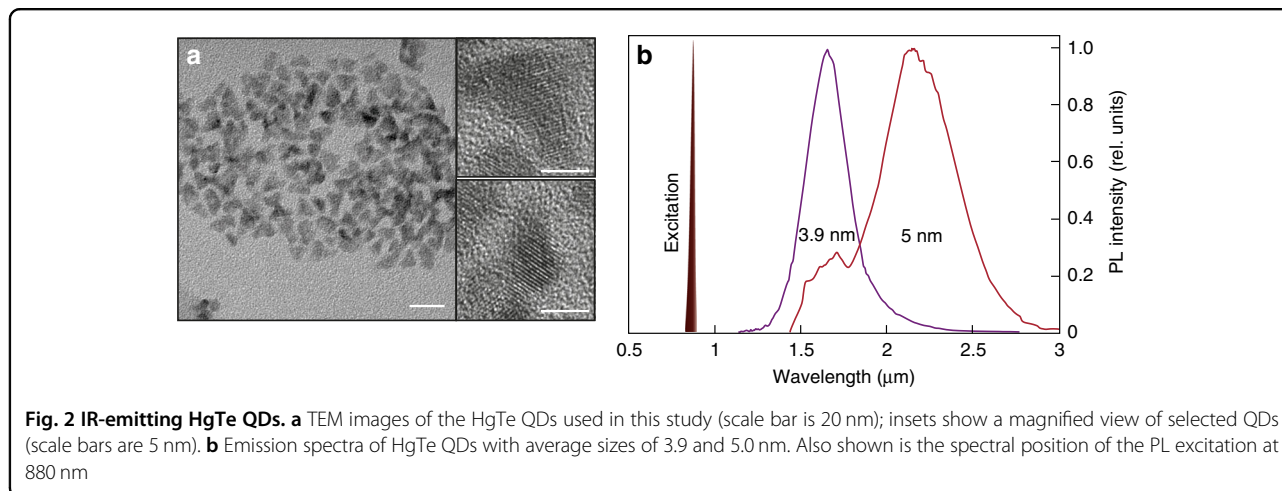 a
b
Excitation
3.9 nm
5 nm
1.0
0.8
0.6
0.4
0.2
0
PL intensity (rel. units)
0.5
1
1.5
2
2.5
3
Wavelength (μm)
Fig. 2 IR-emitting HgTe QDs. a TEM images of the HgTe QDs used in this study (scale bar is 20 nm); insets show a magnified view of selected QDs
(scale bars are 5 nm). b Emission spectra of HgTe QDs with average sizes of 3.9 and 5.0 nm. Also shown is the spectral position of the PL excitation at
880 nm